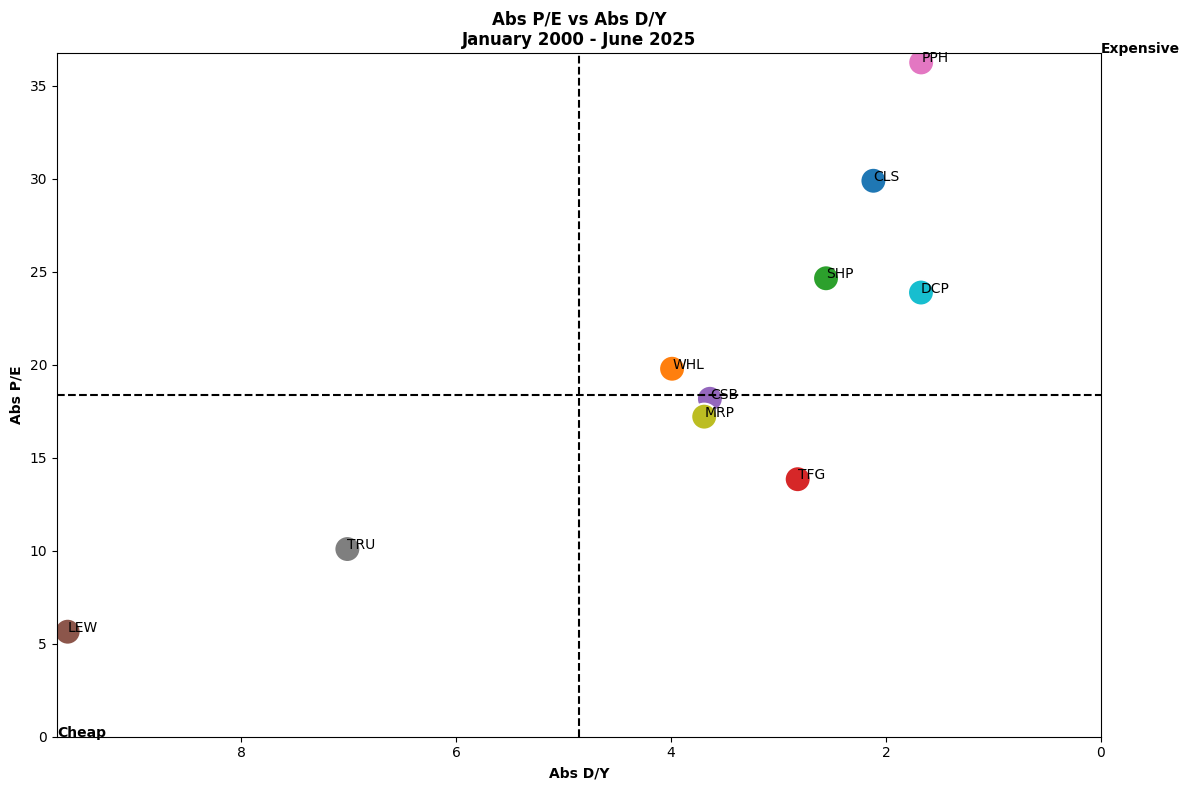 Abs P/E vs Abs D/Y
January 2000 - June 2025
Expensive
PPH
35
30
CLS
25
SHP
DCP
20
WHL
CSB
MRP
15
TFG
10
TRU
5
LEW
0
Cheap
8
6
4
2
0
Abs P/E
Abs D/Y